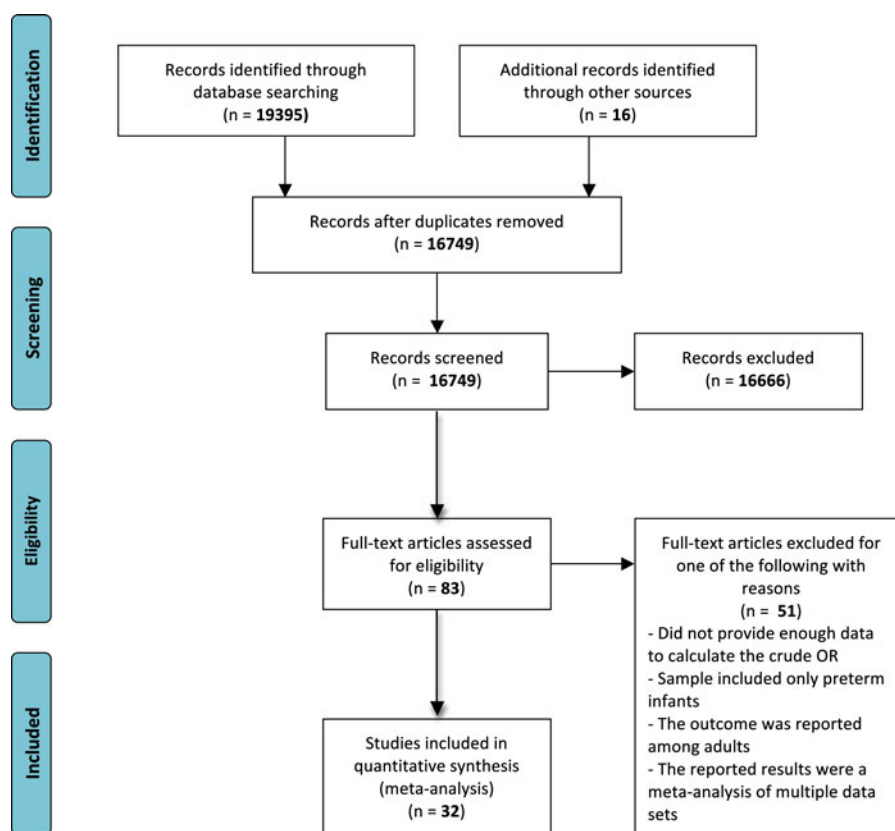 Identification
Records identified through
database searching
(n = 19395)
Additional records identified
through other sources
(n = 16)
Records after duplicates removed
(n = 16749)
Screening
Records screened
(n = 16749)
Records excluded
(n = 16666)
Eligibility
Full-text articles assessed
for eligibility
(n = 83)
Full-text articles excluded for
one of the following with
reasons
(n = 51)
- Did not provide enough data
to calculate the crude OR
- Sample included only preterm
infants
- The outcome was reported
among adults
- The reported results were a
meta-analysis of multiple data
sets
Included
Studies included in
quantitative synthesis
(meta-analysis)
(n = 32)